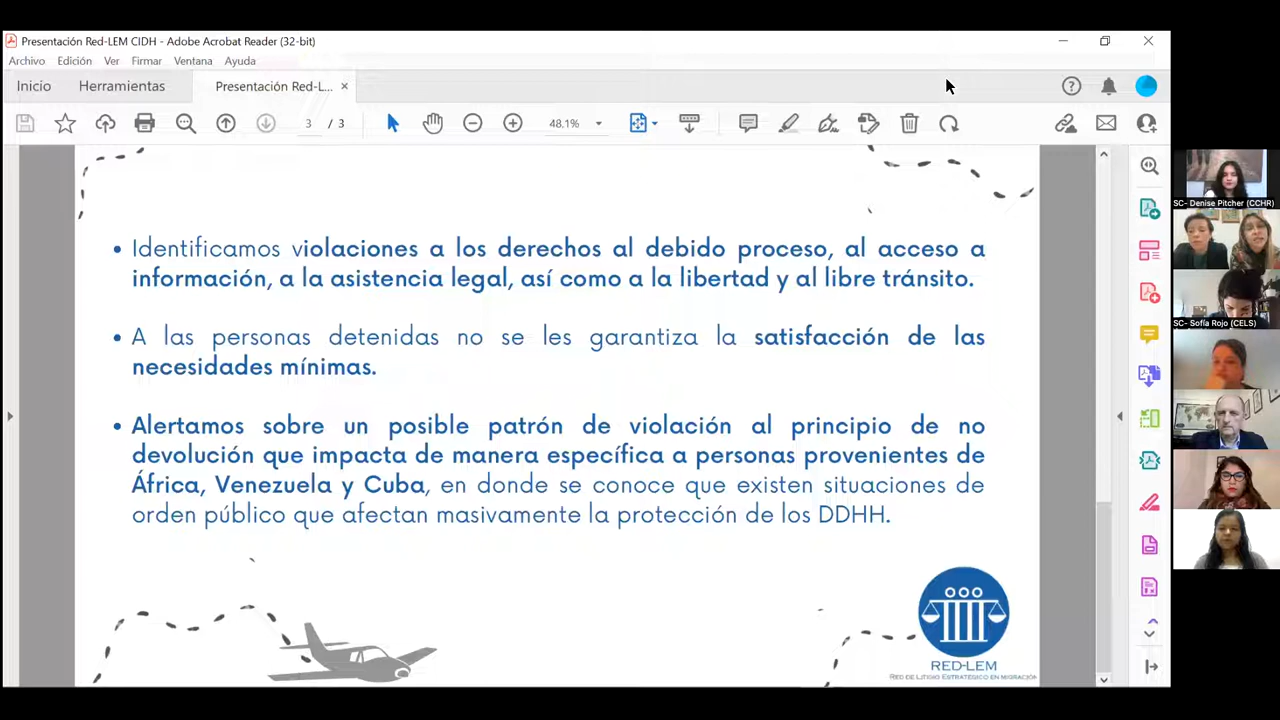 Presentación Red-LEM CIDH - Adobe Acrobat Reader (32-bit)
Archivo Edición Ver Firmar Ventana Ayuda
Inicio Herramientas Presentación Red-L... ×
3 / 3 48.1%
• Identificamos violaciones a los derechos al debido proceso, al acceso a
información, a la asistencia legal, así como a la libertad y al libre tránsito.
• A las personas detenidas no se les garantiza la satisfacción de las
necesidades mínimas.
• Alertamos sobre un posible patrón de violación al principio de no
devolución que impacta de manera específica a personas provenientes de
África, Venezuela y Cuba, en donde se conoce que existen situaciones de
orden público que afectan masivamente la protección de los DDHH.
RED-LEM
RED DE LITIGIO ESTRATÉGICO EN MIGRACIÓN
SC- Denise Pitcher (CCHR)
SC- Sofía Rojo (CELS)